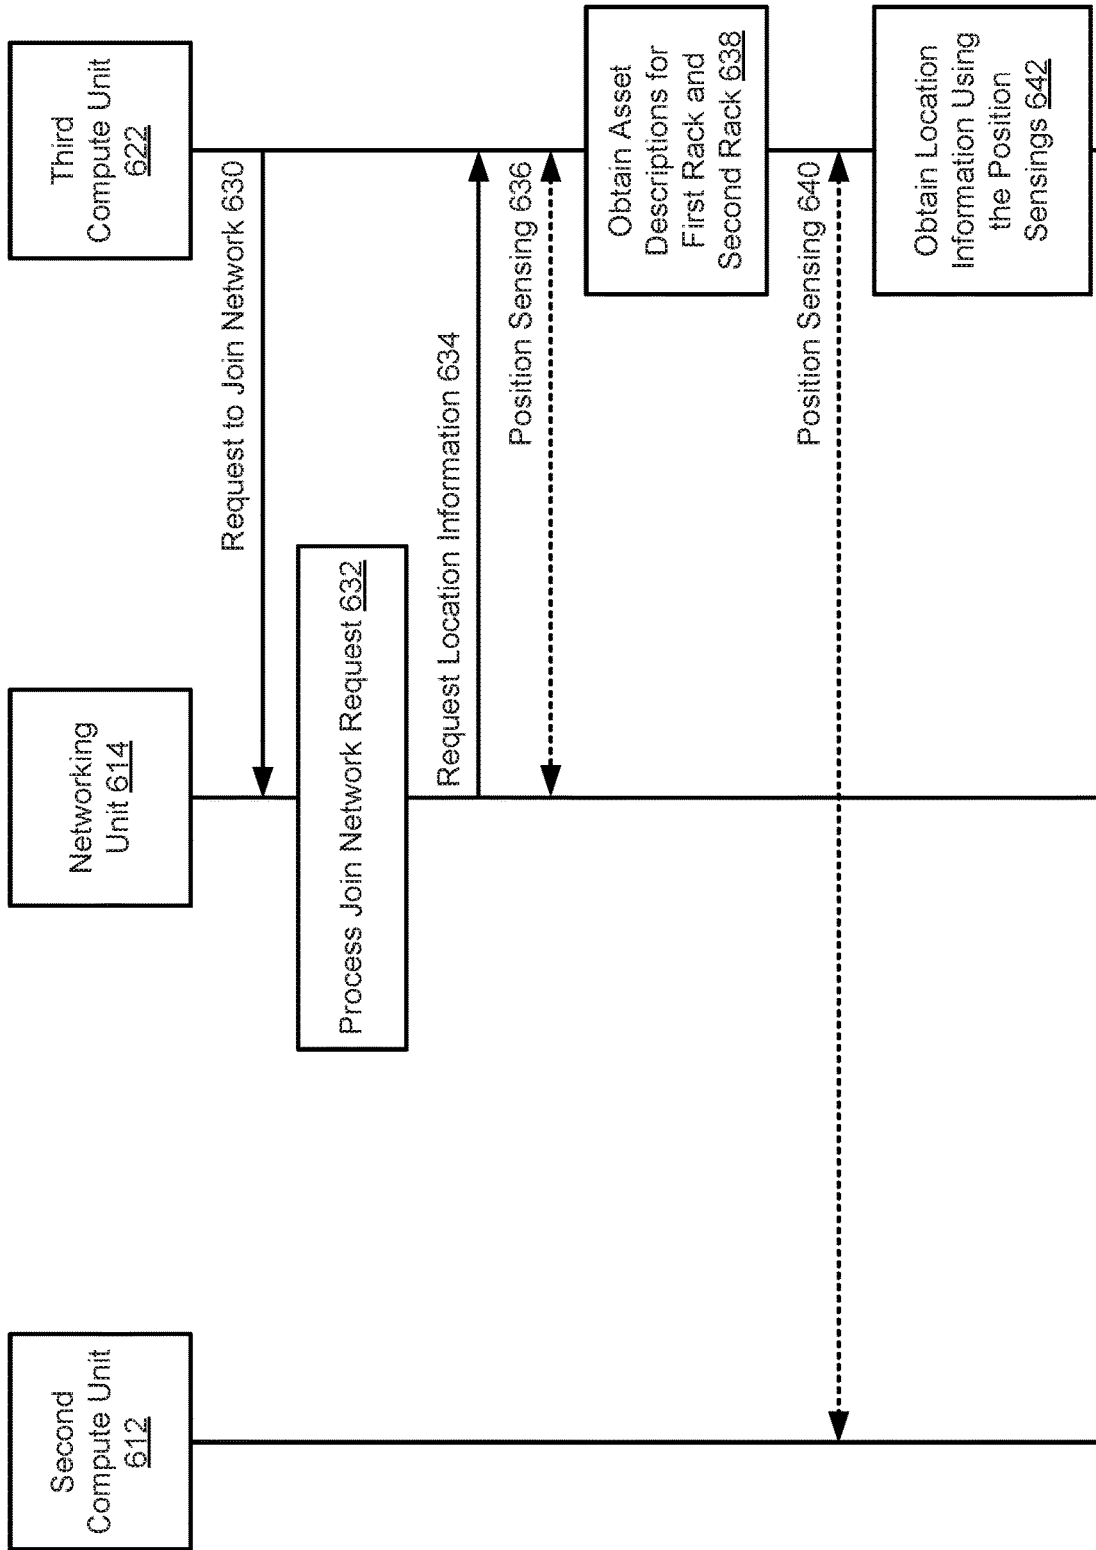 Second
Compute Unit
612
Networking
Unit 614
Third
Compute Unit
622
Request to Join Network 630
Process Join Network Request 632
Request Location Information 634
Position Sensing 636
Obtain Asset
Descriptions for
First Rack and
Second Rack 638
Position Sensing 640
Obtain Location
Information Using
the Position
Sensings 642